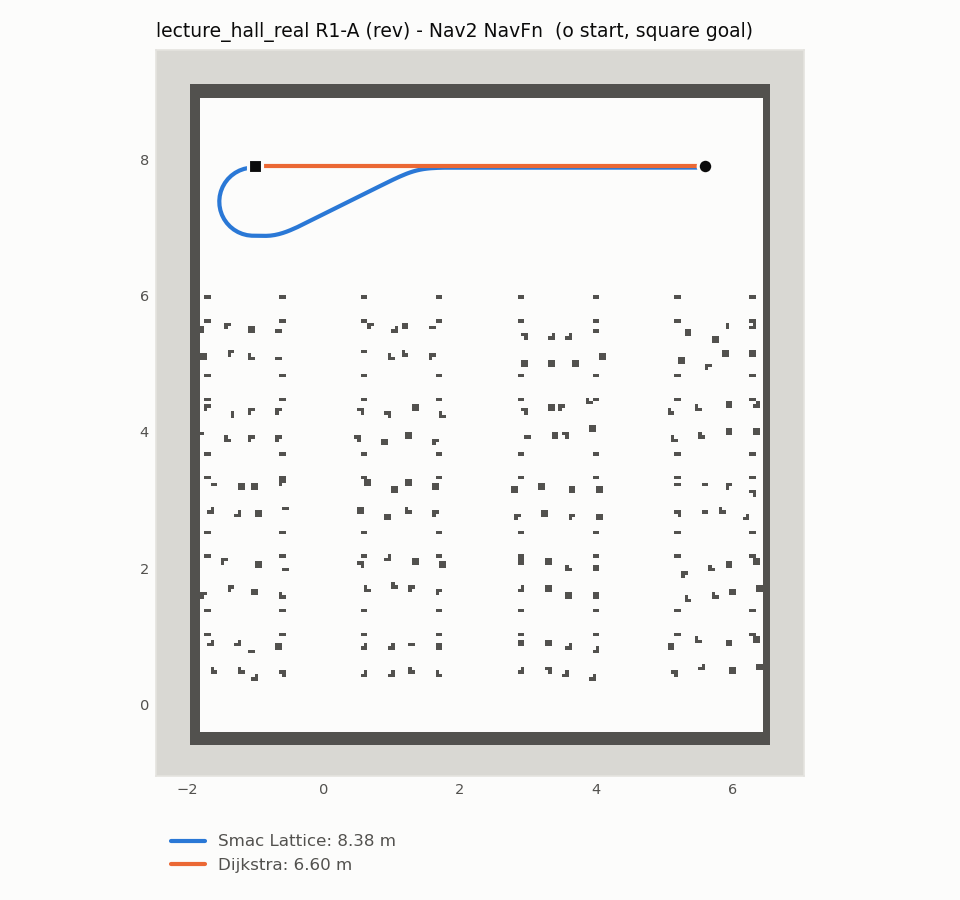 lecture_hall_real R1-A (rev) - Nav2 NavFn  (o start, square goal)
8
6
4
2
0
−2 0 2 4 6
Smac Lattice: 8.38 m
Dijkstra: 6.60 m